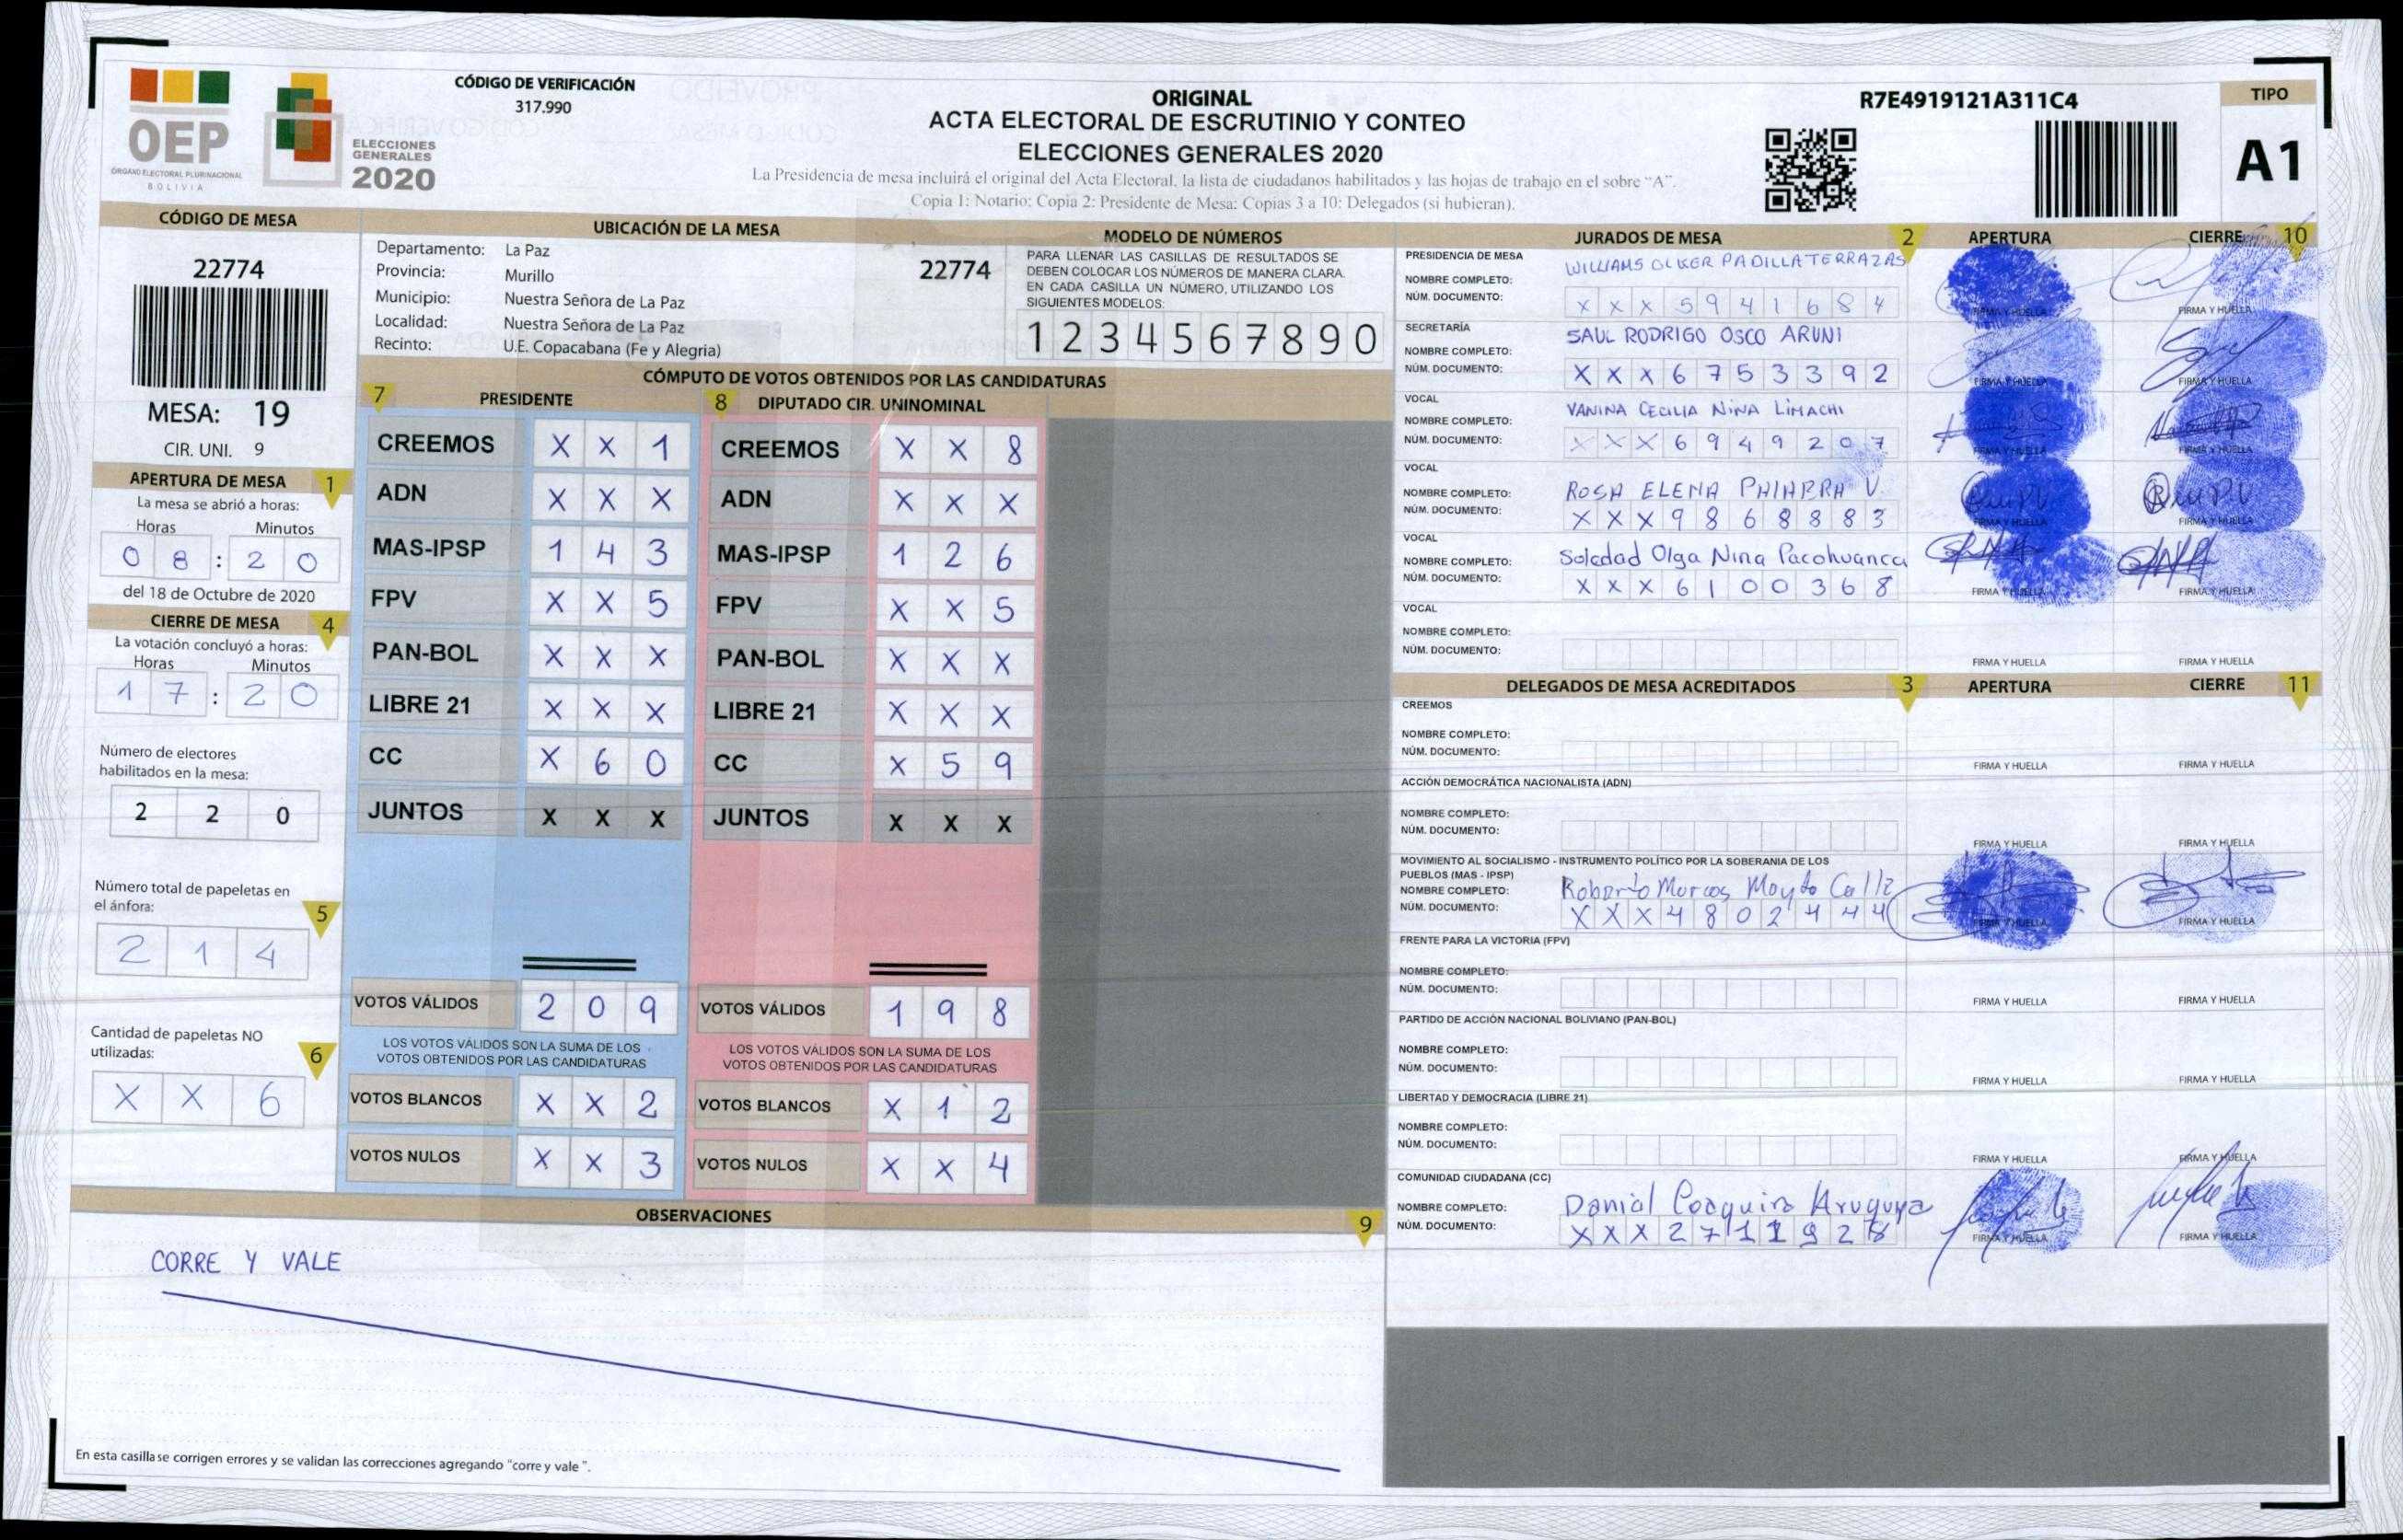 OEP
ÓRGANO ELECTORAL PLURINACIONAL
BOLIVIA
ELECCIONES
GENERALES
2020
CÓDIGO DE VERIFICACIÓN
317.990
ORIGINAL
ACTA ELECTORAL DE ESCRUTINIO Y CONTEO
ELECCIONES GENERALES 2020
La Presidencia de mesa incluirá el original del Acta Electoral, la lista de ciudadanos habilitados y las hojas de trabajo en el sobre "A".
Copia 1: Notario: Copia 2: Presidente de Mesa: Copias 3 a 10: Delegados (si hubieran).
R7E4919121A311C4
TIPO
A1
CÓDIGO DE MESA
22774
MESA: 19
CIR. UNI. 9
APERTURA DE MESA 1
La mesa se abrió a horas:
Horas Minutos
0 8 : 2 0
del 18 de Octubre de 2020
CIERRE DE MESA 4
La votación concluyó a horas:
Horas Minutos
1 7 : 2 0
Número de electores
habilitados en la mesa:
2 2 0
Número total de papeletas en
el ánfora: 5
2 1 4
Cantidad de papeletas NO
utilizadas: 6
X X 6
UBICACIÓN DE LA MESA
Departamento: La Paz
Provincia: Murillo
Municipio: Nuestra Señora de La Paz
Localidad: Nuestra Señora de La Paz
Recinto: U.E. Copacabana (Fe y Alegria)
22774
MODELO DE NÚMEROS
PARA LLENAR LAS CASILLAS DE RESULTADOS SE
DEBEN COLOCAR LOS NÚMEROS DE MANERA CLARA.
EN CADA CASILLA UN NÚMERO, UTILIZANDO LOS
SIGUIENTES MODELOS:
1 2 3 4 5 6 7 8 9 0
CÓMPUTO DE VOTOS OBTENIDOS POR LAS CANDIDATURAS
7 PRESIDENTE
CREEMOS X X 1
ADN X X X
MAS-IPSP 1 4 3
FPV X X 5
PAN-BOL X X X
LIBRE 21 X X X
CC X 6 0
JUNTOS X X X
VOTOS VÁLIDOS 2 0 9
LOS VOTOS VÁLIDOS SON LA SUMA DE LOS
VOTOS OBTENIDOS POR LAS CANDIDATURAS
VOTOS BLANCOS X X 2
VOTOS NULOS X X 3
8 DIPUTADO CIR. UNINOMINAL
CREEMOS X X 8
ADN X X X
MAS-IPSP 1 2 6
FPV X X 5
PAN-BOL X X X
LIBRE 21 X X X
CC X 5 9
JUNTOS X X X
VOTOS VÁLIDOS 1 9 8
LOS VOTOS VÁLIDOS SON LA SUMA DE LOS
VOTOS OBTENIDOS POR LAS CANDIDATURAS
VOTOS BLANCOS X 1 2
VOTOS NULOS X X 4
OBSERVACIONES 9
CORRE Y VALE
En esta casilla se corrigen errores y se validan las correcciones agregando "corre y vale ".
JURADOS DE MESA 2 APERTURA CIERRE 10
PRESIDENCIA DE MESA
NOMBRE COMPLETO: WILLIAMS OLKER PADILLA TERRAZAS
NÚM. DOCUMENTO: X X X 5 9 4 1 6 8 4
FIRMA Y HUELLA FIRMA Y HUELLA
SECRETARÍA
NOMBRE COMPLETO: SAUL RODRIGO OSCO ARUNI
NÚM. DOCUMENTO: X X X 6 7 5 3 3 9 2
FIRMA Y HUELLA FIRMA Y HUELLA
VOCAL
NOMBRE COMPLETO: VANINA CECILIA NINA LIMACHI
NÚM. DOCUMENTO: X X X 6 9 4 9 2 0 7
FIRMA Y HUELLA FIRMA Y HUELLA
VOCAL
NOMBRE COMPLETO: ROSA ELENA V.
NÚM. DOCUMENTO: X X X 9 8 6 8 8 8 3
FIRMA Y HUELLA FIRMA Y HUELLA
VOCAL
NOMBRE COMPLETO: Soledad Olga Nina Pacohuanca
NÚM. DOCUMENTO: X X X 6 1 0 0 3 6 8
FIRMA Y HUELLA FIRMA Y HUELLA
VOCAL
NOMBRE COMPLETO:
NÚM. DOCUMENTO:
FIRMA Y HUELLA FIRMA Y HUELLA
DELEGADOS DE MESA ACREDITADOS 3 APERTURA CIERRE 11
CREEMOS
NOMBRE COMPLETO:
NÚM. DOCUMENTO:
FIRMA Y HUELLA FIRMA Y HUELLA
ACCIÓN DEMOCRÁTICA NACIONALISTA (ADN)
NOMBRE COMPLETO:
NÚM. DOCUMENTO:
FIRMA Y HUELLA FIRMA Y HUELLA
MOVIMIENTO AL SOCIALISMO - INSTRUMENTO POLÍTICO POR LA SOBERANIA DE LOS
PUEBLOS (MAS - IPSP)
NOMBRE COMPLETO: Roberto Marcos Calle
NÚM. DOCUMENTO: X X X 4 8 0 2 4 4 4
FIRMA Y HUELLA FIRMA Y HUELLA
FRENTE PARA LA VICTORIA (FPV)
NOMBRE COMPLETO:
NÚM. DOCUMENTO:
FIRMA Y HUELLA FIRMA Y HUELLA
PARTIDO DE ACCIÓN NACIONAL BOLIVIANO (PAN-BOL)
NOMBRE COMPLETO:
NÚM. DOCUMENTO:
FIRMA Y HUELLA FIRMA Y HUELLA
LIBERTAD Y DEMOCRACIA (LIBRE 21)
NOMBRE COMPLETO:
NÚM. DOCUMENTO:
FIRMA Y HUELLA FIRMA Y HUELLA
COMUNIDAD CIUDADANA (CC)
NOMBRE COMPLETO: Daniel Coaquira
NÚM. DOCUMENTO: X X X 2 7 1 1 9 2 8
FIRMA Y HUELLA FIRMA Y HUELLA